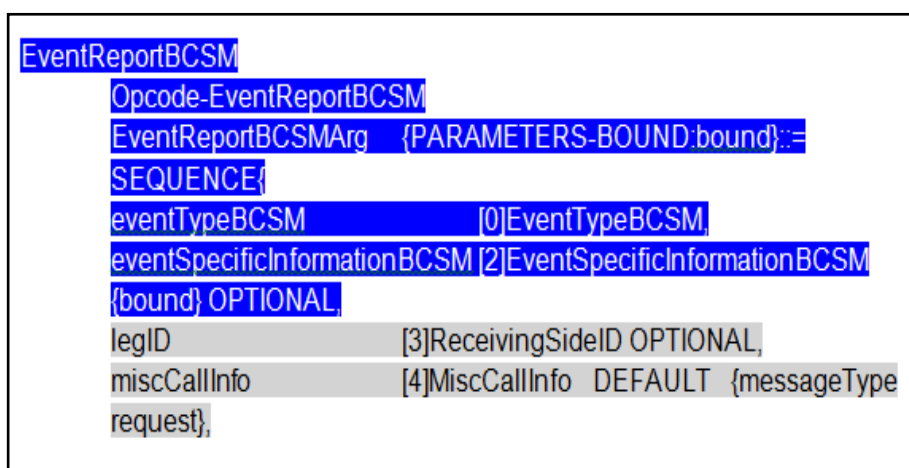 EventReportBCSM
Opcode-EventReportBCSM
EventReportBCSMArg {PARAMETERS-BOUND:bound}::=
SEQUENCE{
eventTypeBCSM [0]EventTypeBCSM,
eventSpecificInformationBCSM [2]EventSpecificInformationBCSM
{bound} OPTIONAL,
legID [3]ReceivingSideID OPTIONAL,
miscCallInfo [4]MiscCallInfo DEFAULT {messageType
request},